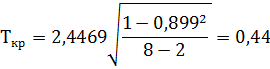 Tкр = 2,4469√((1 − 0,899²)/(8 − 2)) = 0,44